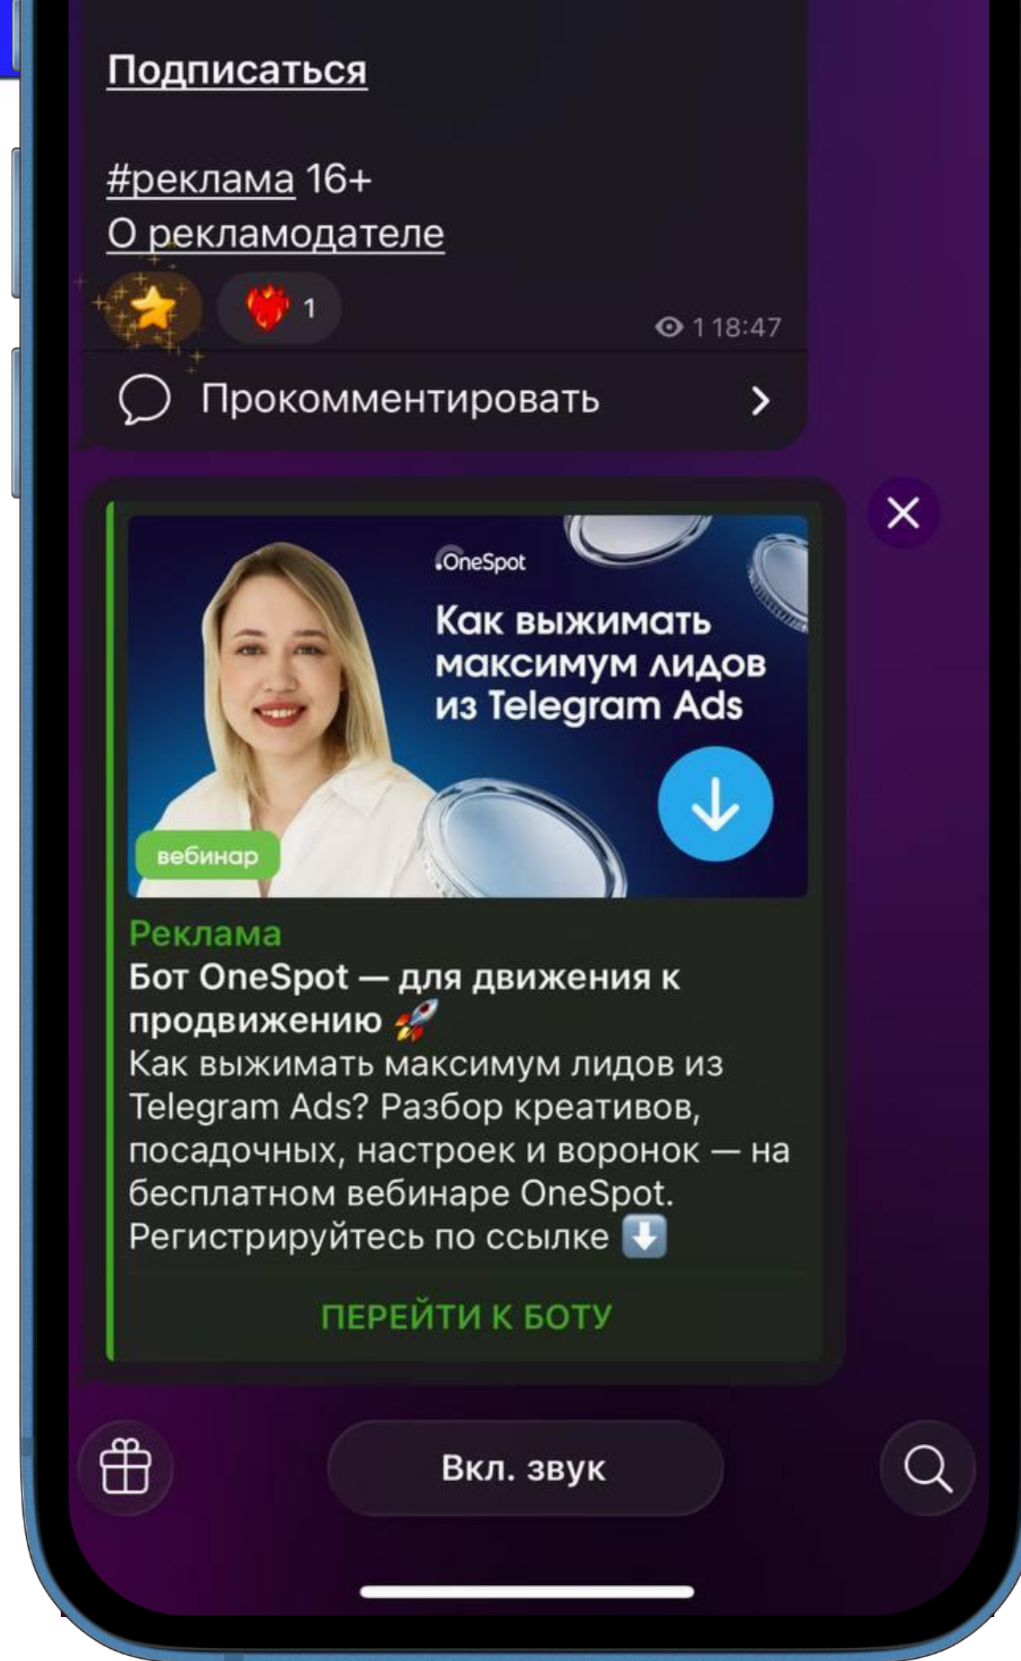 Подписаться
#реклама 16+
О рекламодателе
1
1 18:47
Прокомментировать
.OneSpot
Как выжимать
максимум лидов
из Telegram Ads
вебинар
Реклама
Бот OneSpot — для движения к
продвижению 🚀
Как выжимать максимум лидов из
Telegram Ads? Разбор креативов,
посадочных, настроек и воронок — на
бесплатном вебинаре OneSpot.
Регистрируйтесь по ссылке ⬇️
ПЕРЕЙТИ К БОТУ
Вкл. звук